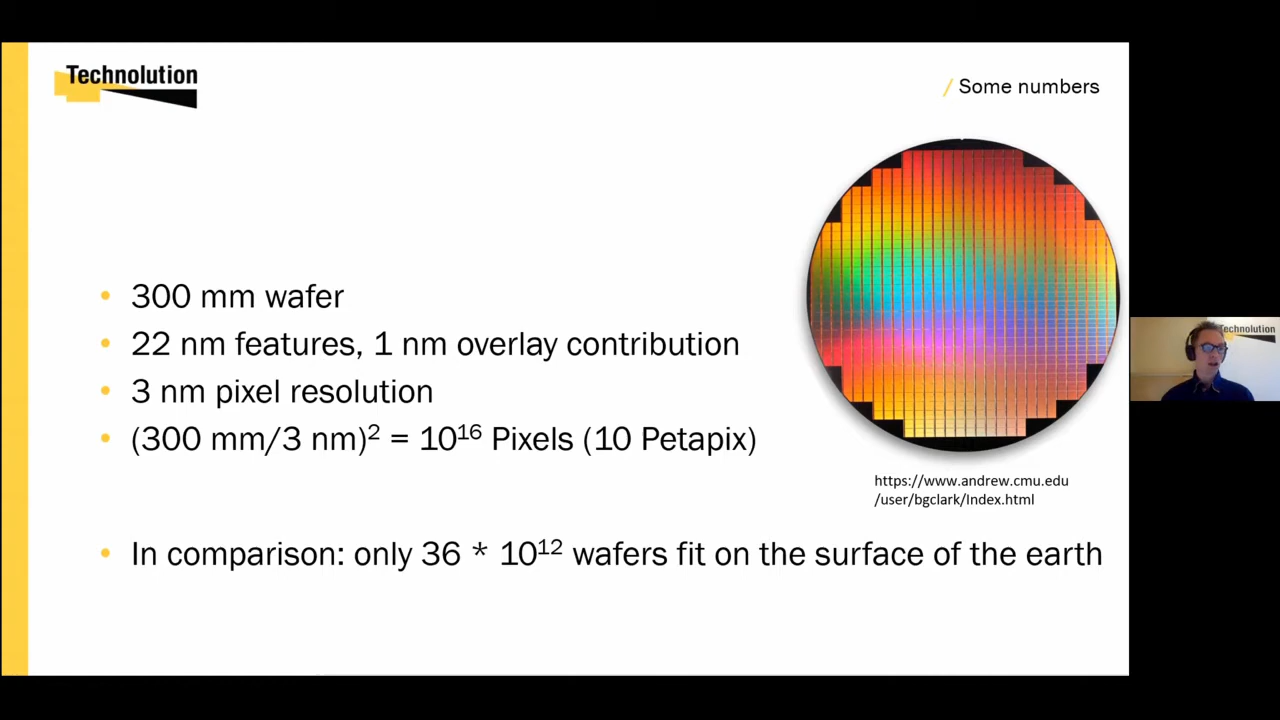 Technolution
/ Some numbers
• 300 mm wafer
• 22 nm features, 1 nm overlay contribution
• 3 nm pixel resolution
• (300 mm/3 nm)² = 10¹⁶ Pixels (10 Petapix)
https://www.andrew.cmu.edu
/user/bgclark/Index.html
• In comparison: only 36 * 10¹² wafers fit on the surface of the earth
Technolution